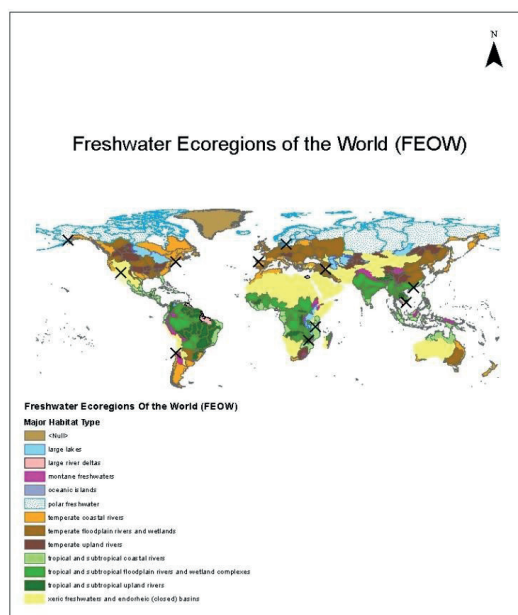 N
Freshwater Ecoregions of the World (FEOW)
Freshwater Ecoregions Of the World (FEOW)
Major Habitat Type
<Null>
large lakes
large river deltas
montane freshwaters
oceanic islands
polar freshwater
temperate coastal rivers
temperate floodplain rivers and wetlands
temperate upland rivers
tropical and subtropical coastal rivers
tropical and subtropical floodplain rivers and wetland complexes
tropical and subtropical upland rivers
xeric freshwaters and endorheic (closed) basins